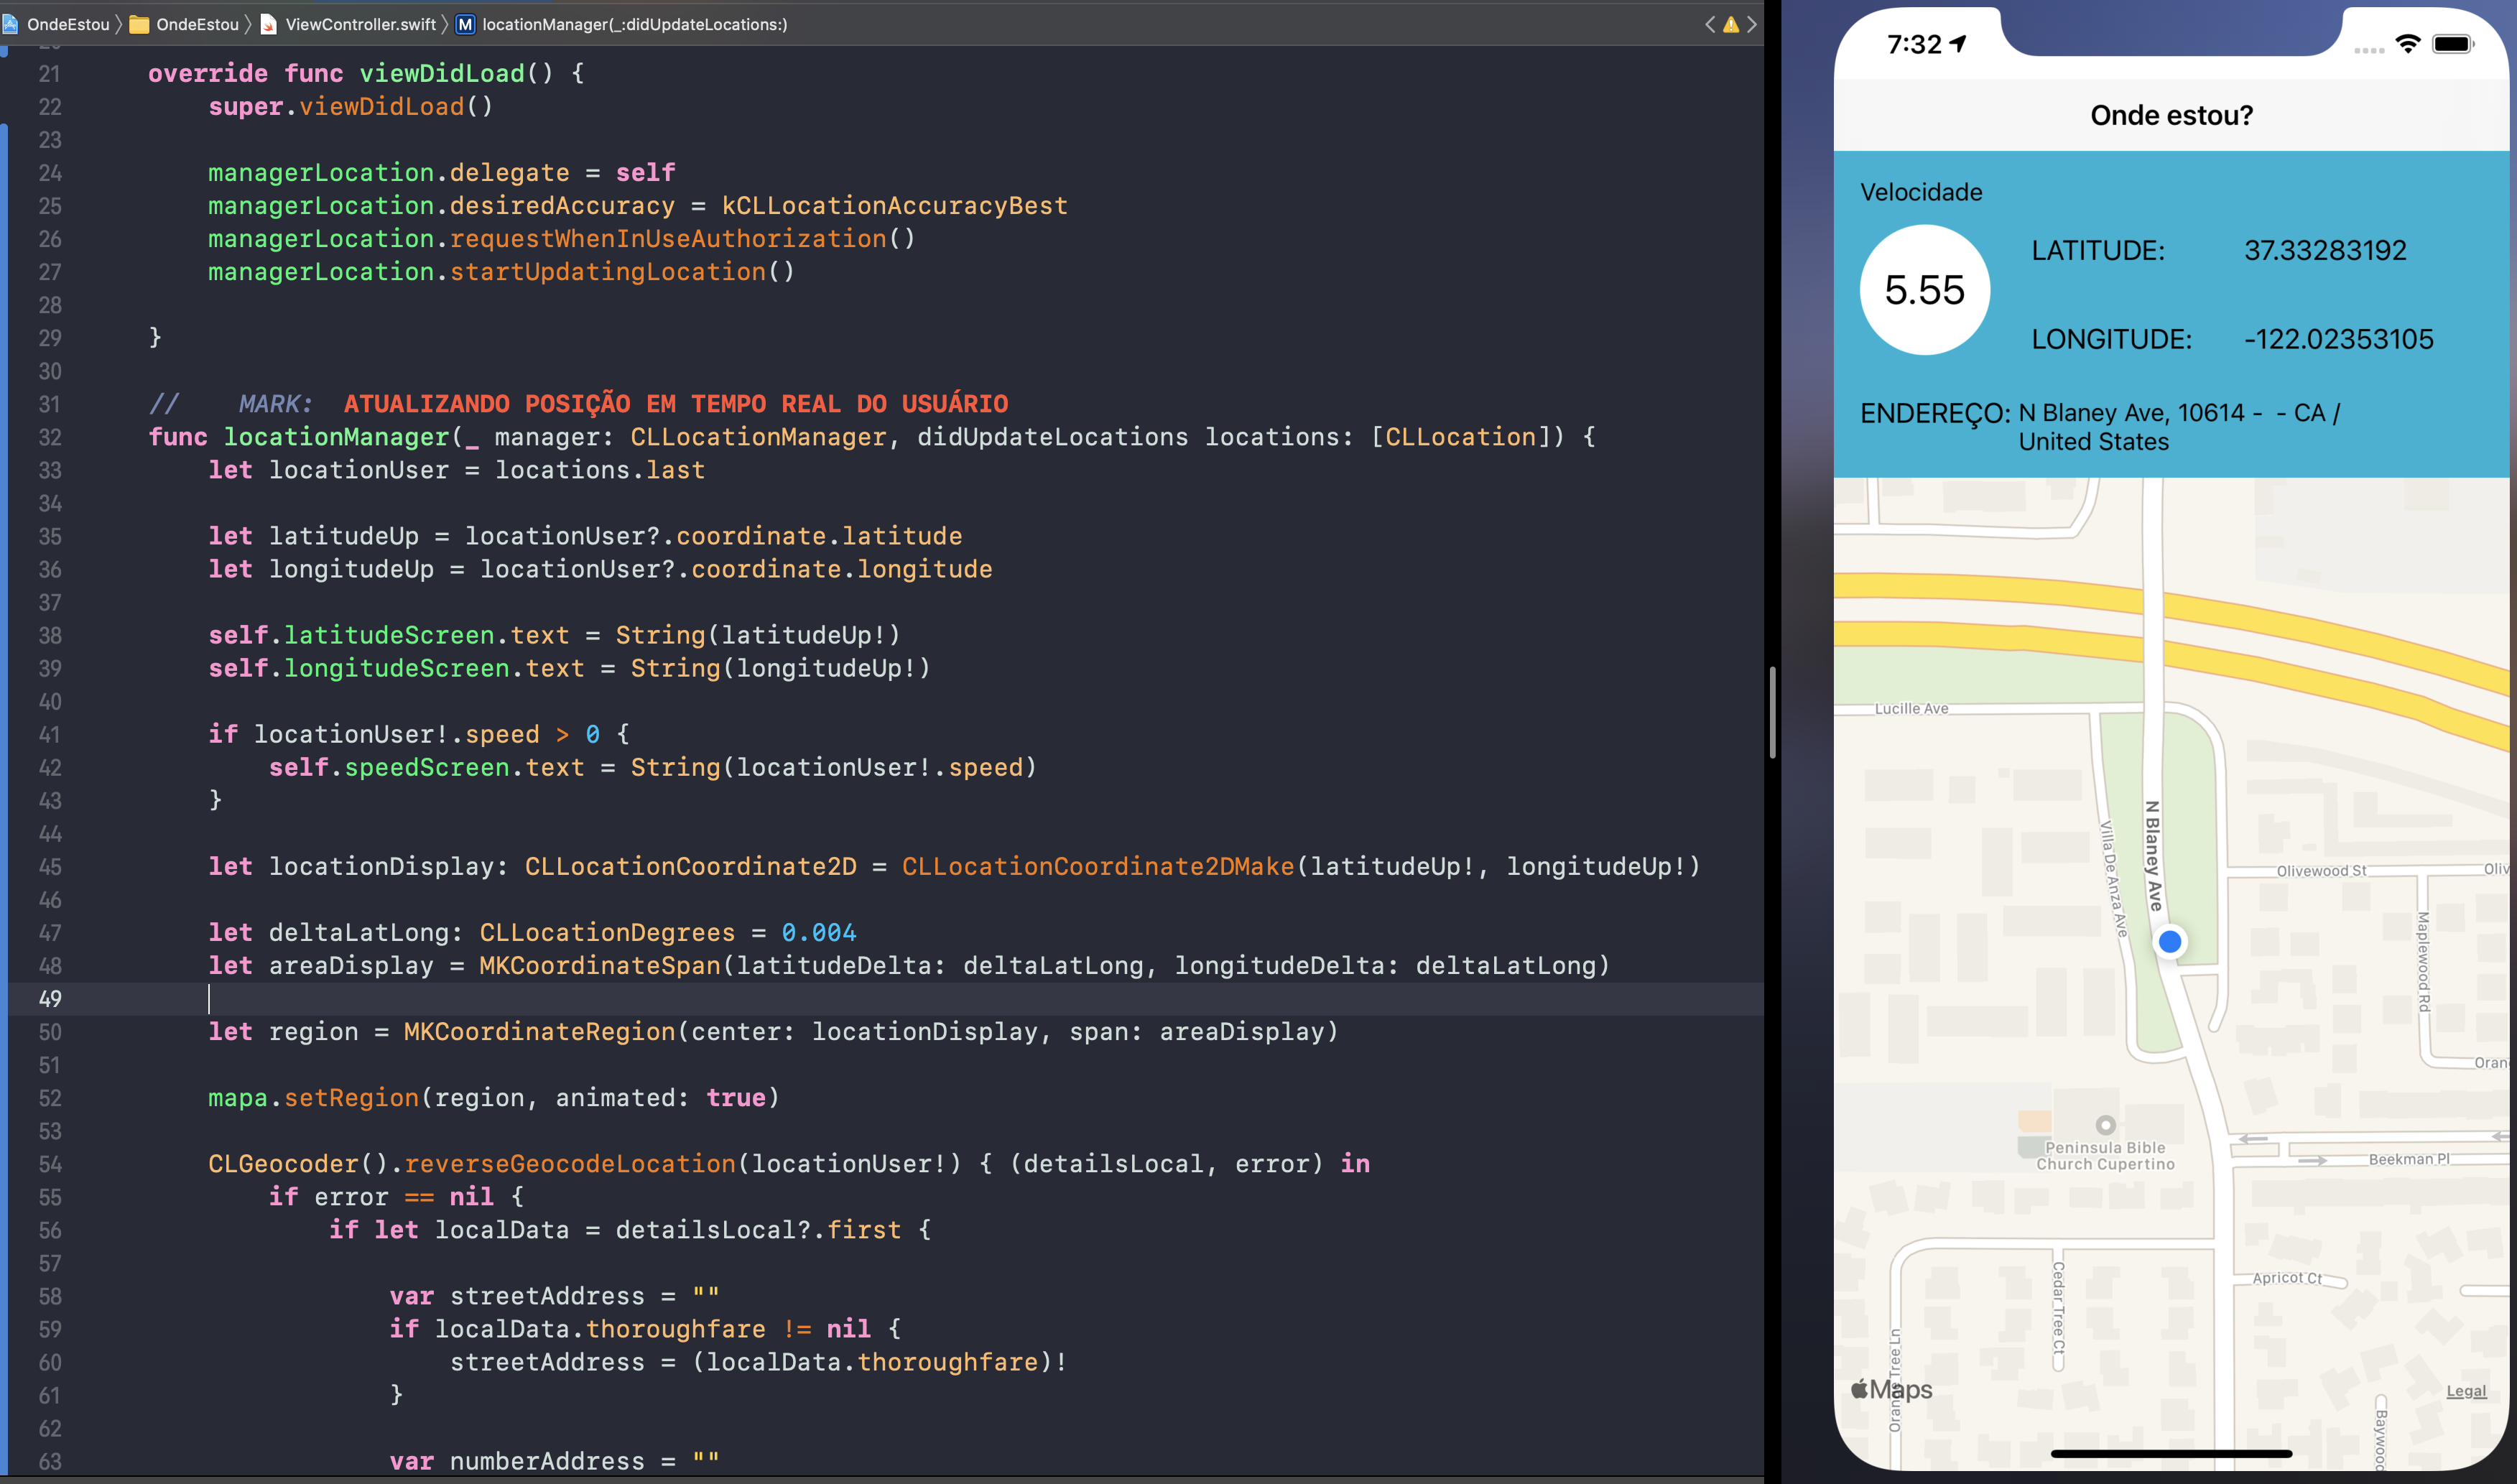 OndeEstou 〉 OndeEstou 〉 ViewController.swift 〉 M locationManager(_:didUpdateLocations:)
21 override func viewDidLoad() {
22 super.viewDidLoad()
23
24 managerLocation.delegate = self
25 managerLocation.desiredAccuracy = kCLLocationAccuracyBest
26 managerLocation.requestWhenInUseAuthorization()
27 managerLocation.startUpdatingLocation()
28
29 }
30
31 // MARK: ATUALIZANDO POSIÇÃO EM TEMPO REAL DO USUÁRIO
32 func locationManager(_ manager: CLLocationManager, didUpdateLocations locations: [CLLocation]) {
33 let locationUser = locations.last
34
35 let latitudeUp = locationUser?.coordinate.latitude
36 let longitudeUp = locationUser?.coordinate.longitude
37
38 self.latitudeScreen.text = String(latitudeUp!)
39 self.longitudeScreen.text = String(longitudeUp!)
40
41 if locationUser!.speed > 0 {
42 self.speedScreen.text = String(locationUser!.speed)
43 }
44
45 let locationDisplay: CLLocationCoordinate2D = CLLocationCoordinate2DMake(latitudeUp!, longitudeUp!)
46
47 let deltaLatLong: CLLocationDegrees = 0.004
48 let areaDisplay = MKCoordinateSpan(latitudeDelta: deltaLatLong, longitudeDelta: deltaLatLong)
49
50 let region = MKCoordinateRegion(center: locationDisplay, span: areaDisplay)
51
52 mapa.setRegion(region, animated: true)
53
54 CLGeocoder().reverseGeocodeLocation(locationUser!) { (detailsLocal, error) in
55 if error == nil {
56 if let localData = detailsLocal?.first {
57
58 var streetAddress = ""
59 if localData.thoroughfare != nil {
60 streetAddress = (localData.thoroughfare)!
61 }
62
63 var numberAddress = ""
7:32
Onde estou?
Velocidade
5.55
LATITUDE: 37.33283192
LONGITUDE: -122.02353105
ENDEREÇO: N Blaney Ave, 10614 -  - CA /
United States
Lucille Ave
N Blaney Ave
Villa De Anza Ave
Olivewood St
Oliv
Maplewood Rd
Oran
Peninsula Bible
Church Cupertino
Beekman Pl
Apricot Ct
Cedar Tree Ct
Orange Tree Ln
Baywood
Maps
Legal